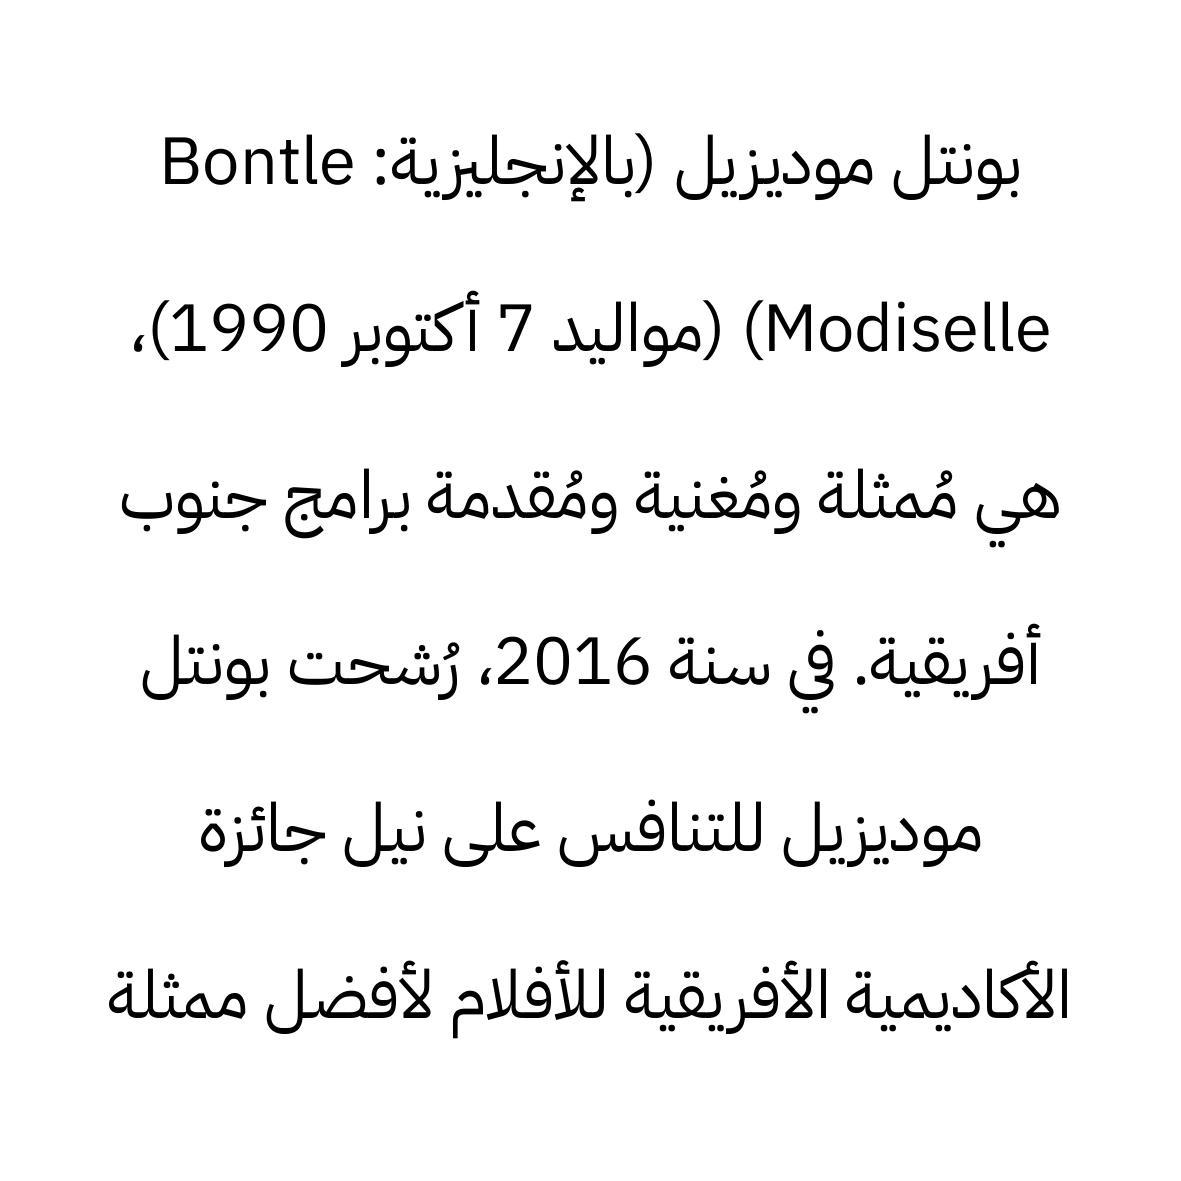 بونتل موديزيل (بالإنجليزية: Bontle
Modiselle) (مواليد 7 أكتوبر 1990)،
هي مُمثلة ومُغنية ومُقدمة برامج جنوب
أفريقية. في سنة 2016، رُشحت بونتل
موديزيل للتنافس على نيل جائزة
الأكاديمية الأفريقية للأفلام لأفضل ممثلة